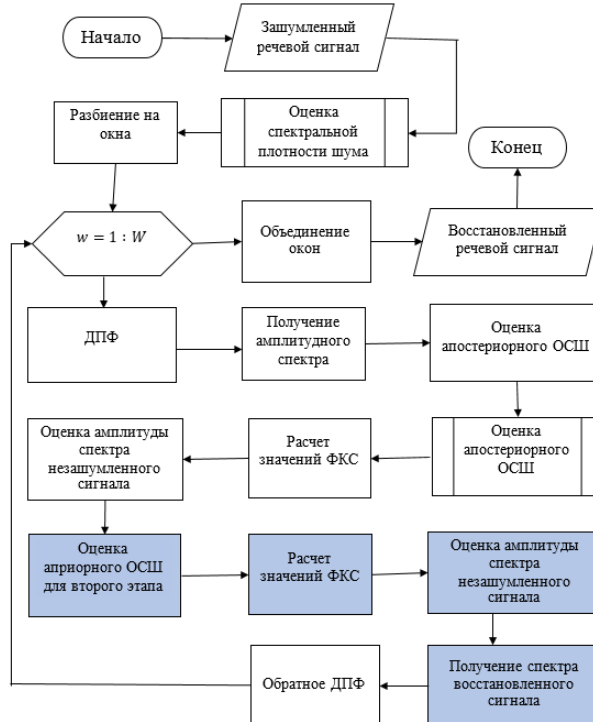 Начало
Зашумленный
речевой сигнал
Оценка
спектральной
плотности шума
Разбиение на
окна
Конец
w = 1 : W
Объединение
окон
Восстановленный
речевой сигнал
ДПФ
Получение
амплитудного
спектра
Оценка
апостериорного ОСШ
Оценка
апостериорного
ОСШ
Расчет
значений ФКС
Оценка амплитуды
спектра
незашумленного
сигнала
Оценка
априорного ОСШ
для второго этапа
Расчет
значений ФКС
Оценка амплитуды
спектра
незашумленного
сигнала
Получение спектра
восстановленного
сигнала
Обратное ДПФ